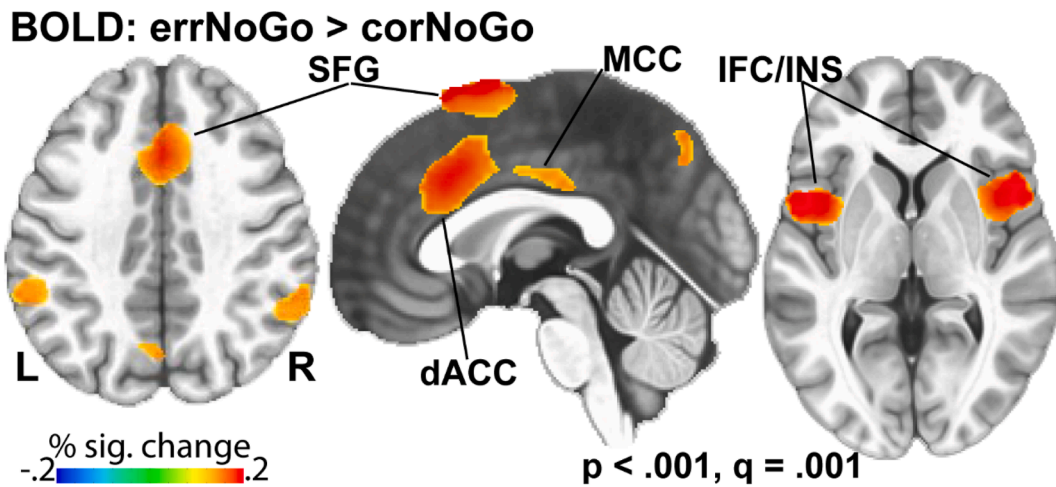 BOLD: errNoGo > corNoGo
SFG
MCC
IFC/INS
L
R
dACC
% sig. change
-.2
.2
p < .001, q = .001